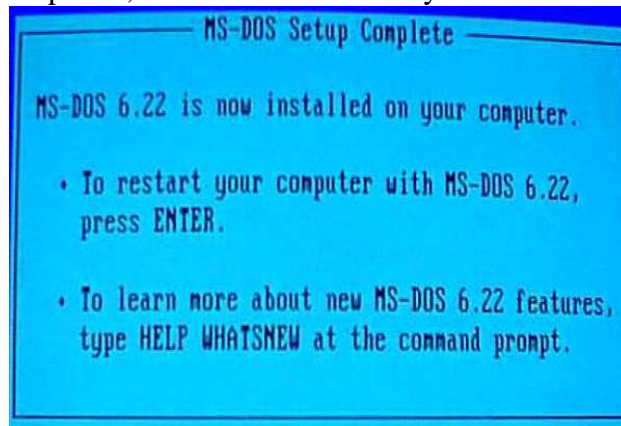 MS-DOS Setup Complete
MS-DOS 6.22 is now installed on your computer.
• To restart your computer with MS-DOS 6.22,
press ENTER.
• To learn more about new MS-DOS 6.22 features,
type HELP WHATSNEW at the command prompt.